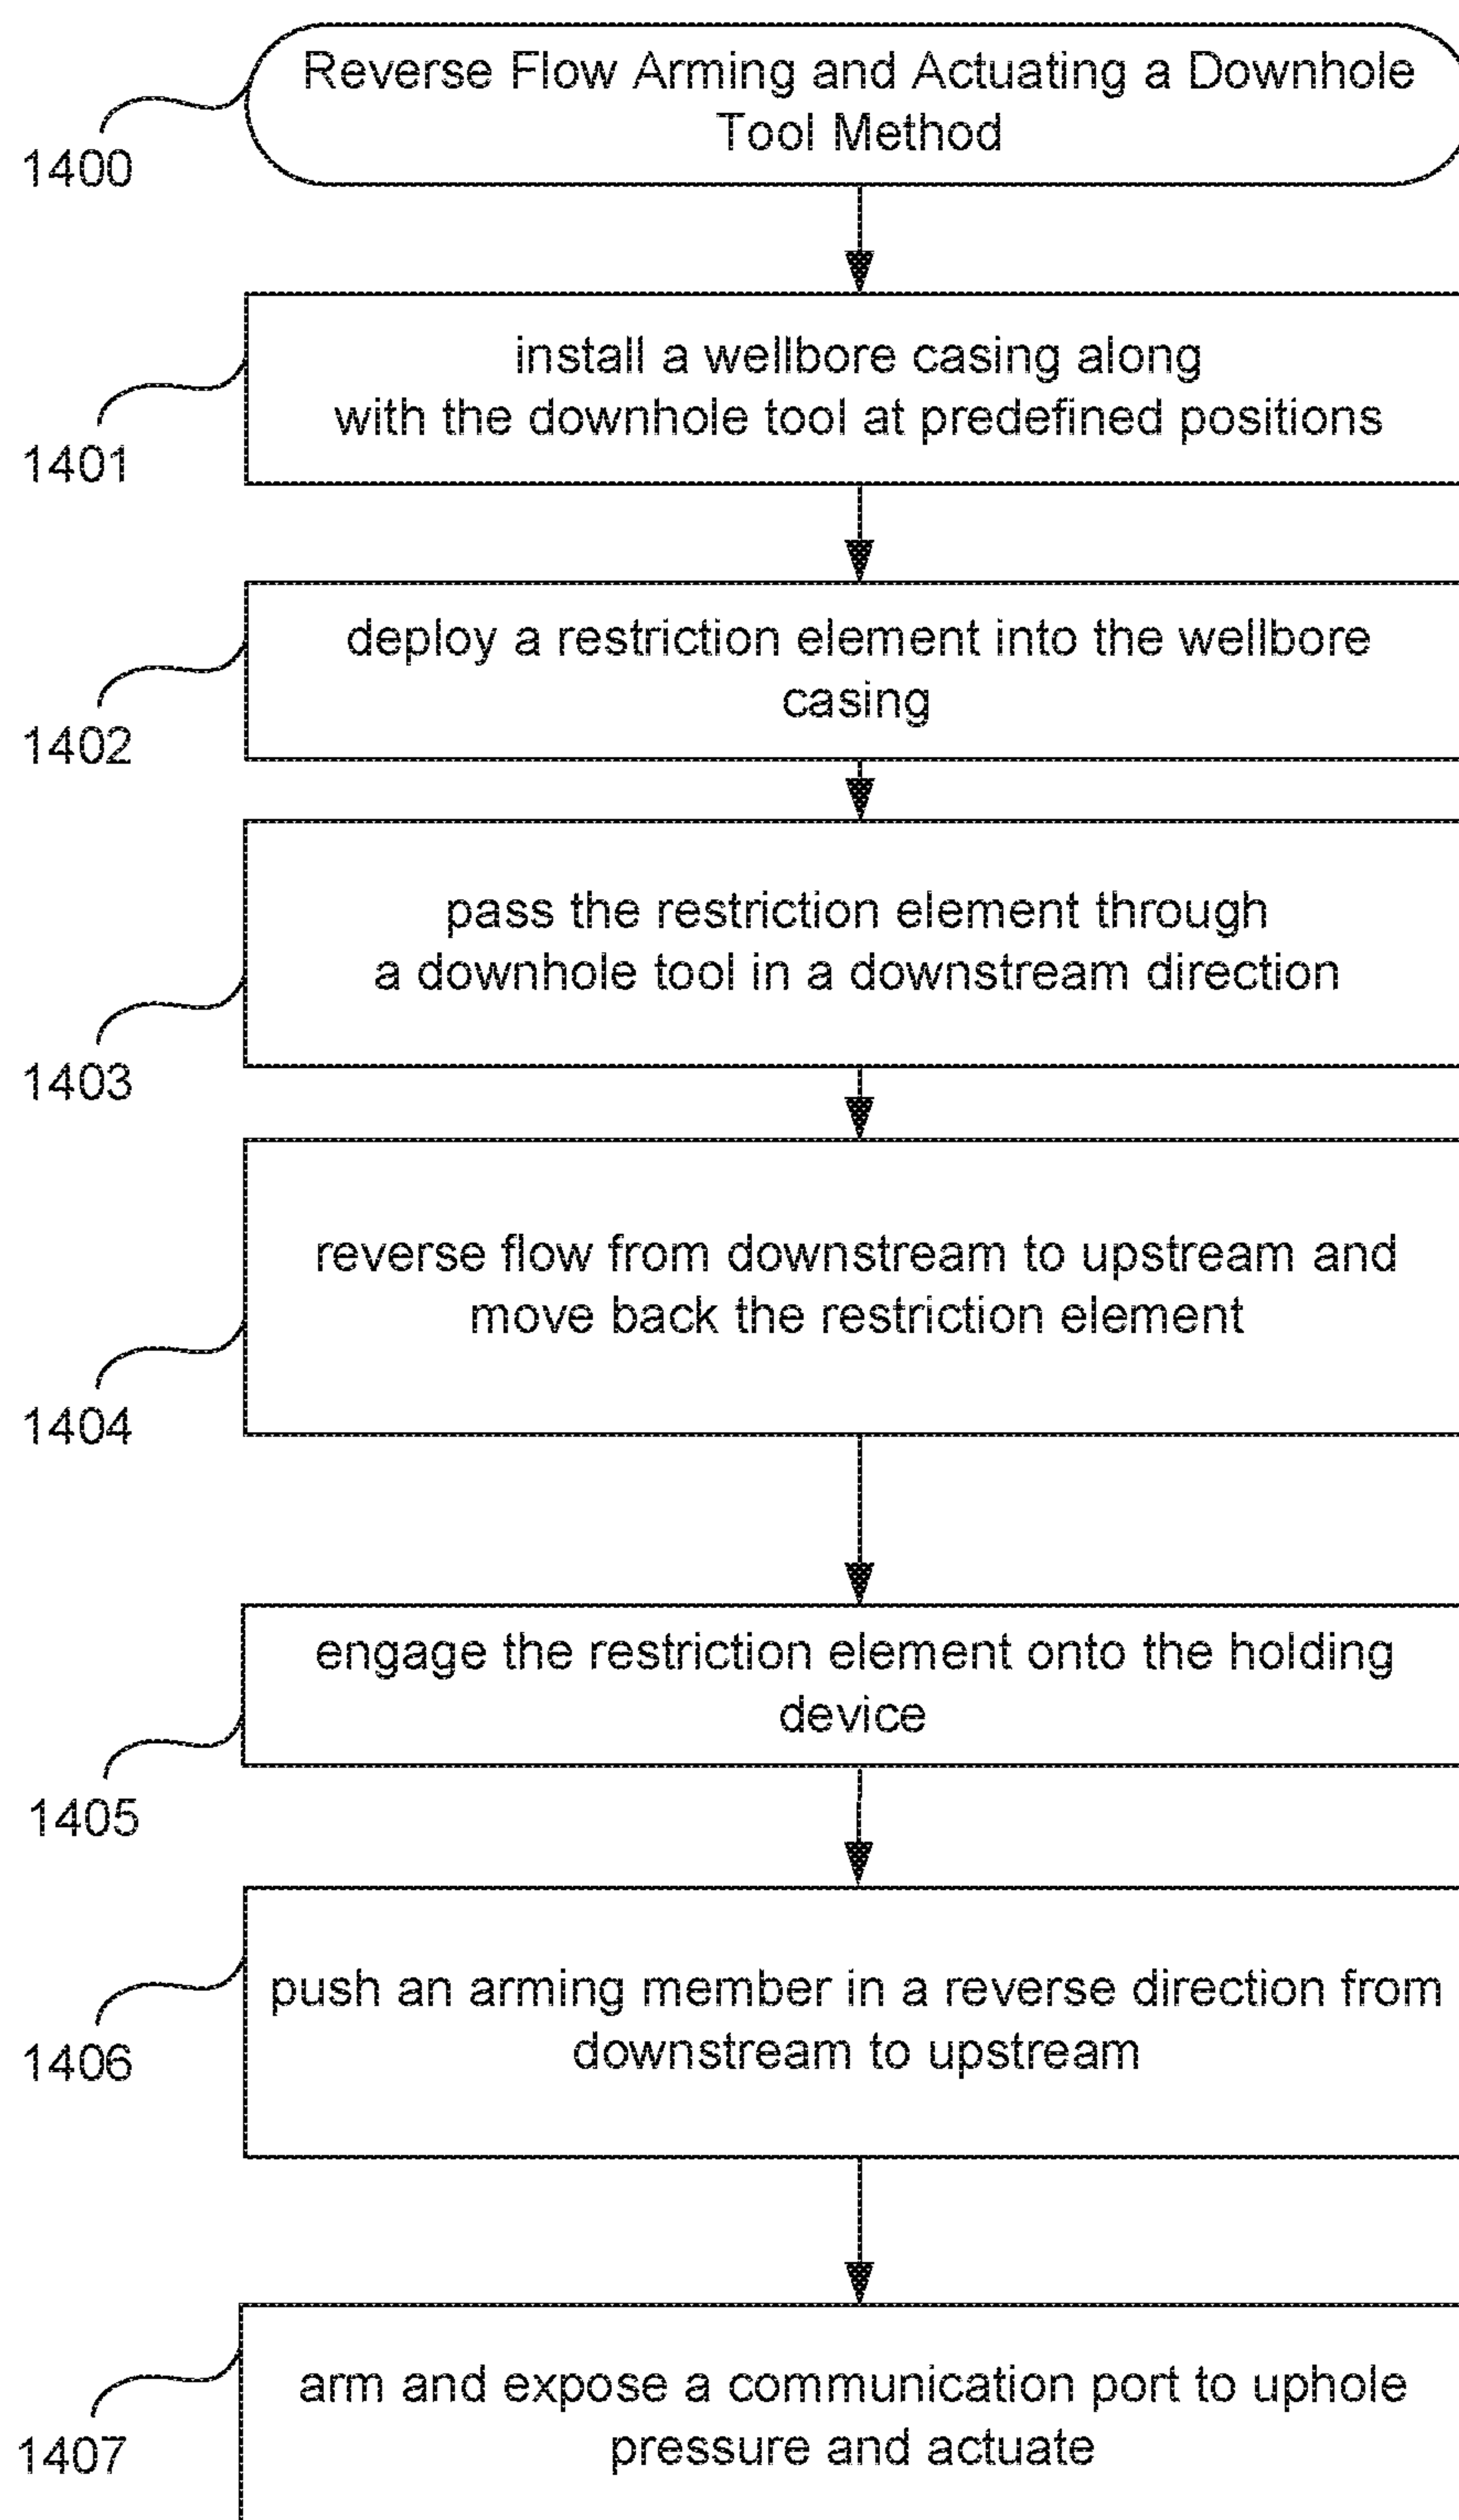 Reverse Flow Arming and Actuating a Downhole
Tool Method
1400
install a wellbore casing along
with the downhole tool at predefined positions
1401
deploy a restriction element into the wellbore
casing
1402
pass the restriction element through
a downhole tool in a downstream direction
1403
reverse flow from downstream to upstream and
move back the restriction element
1404
engage the restriction element onto the holding
device
1405
push an arming member in a reverse direction from
downstream to upstream
1406
arm and expose a communication port to uphole
pressure and actuate
1407